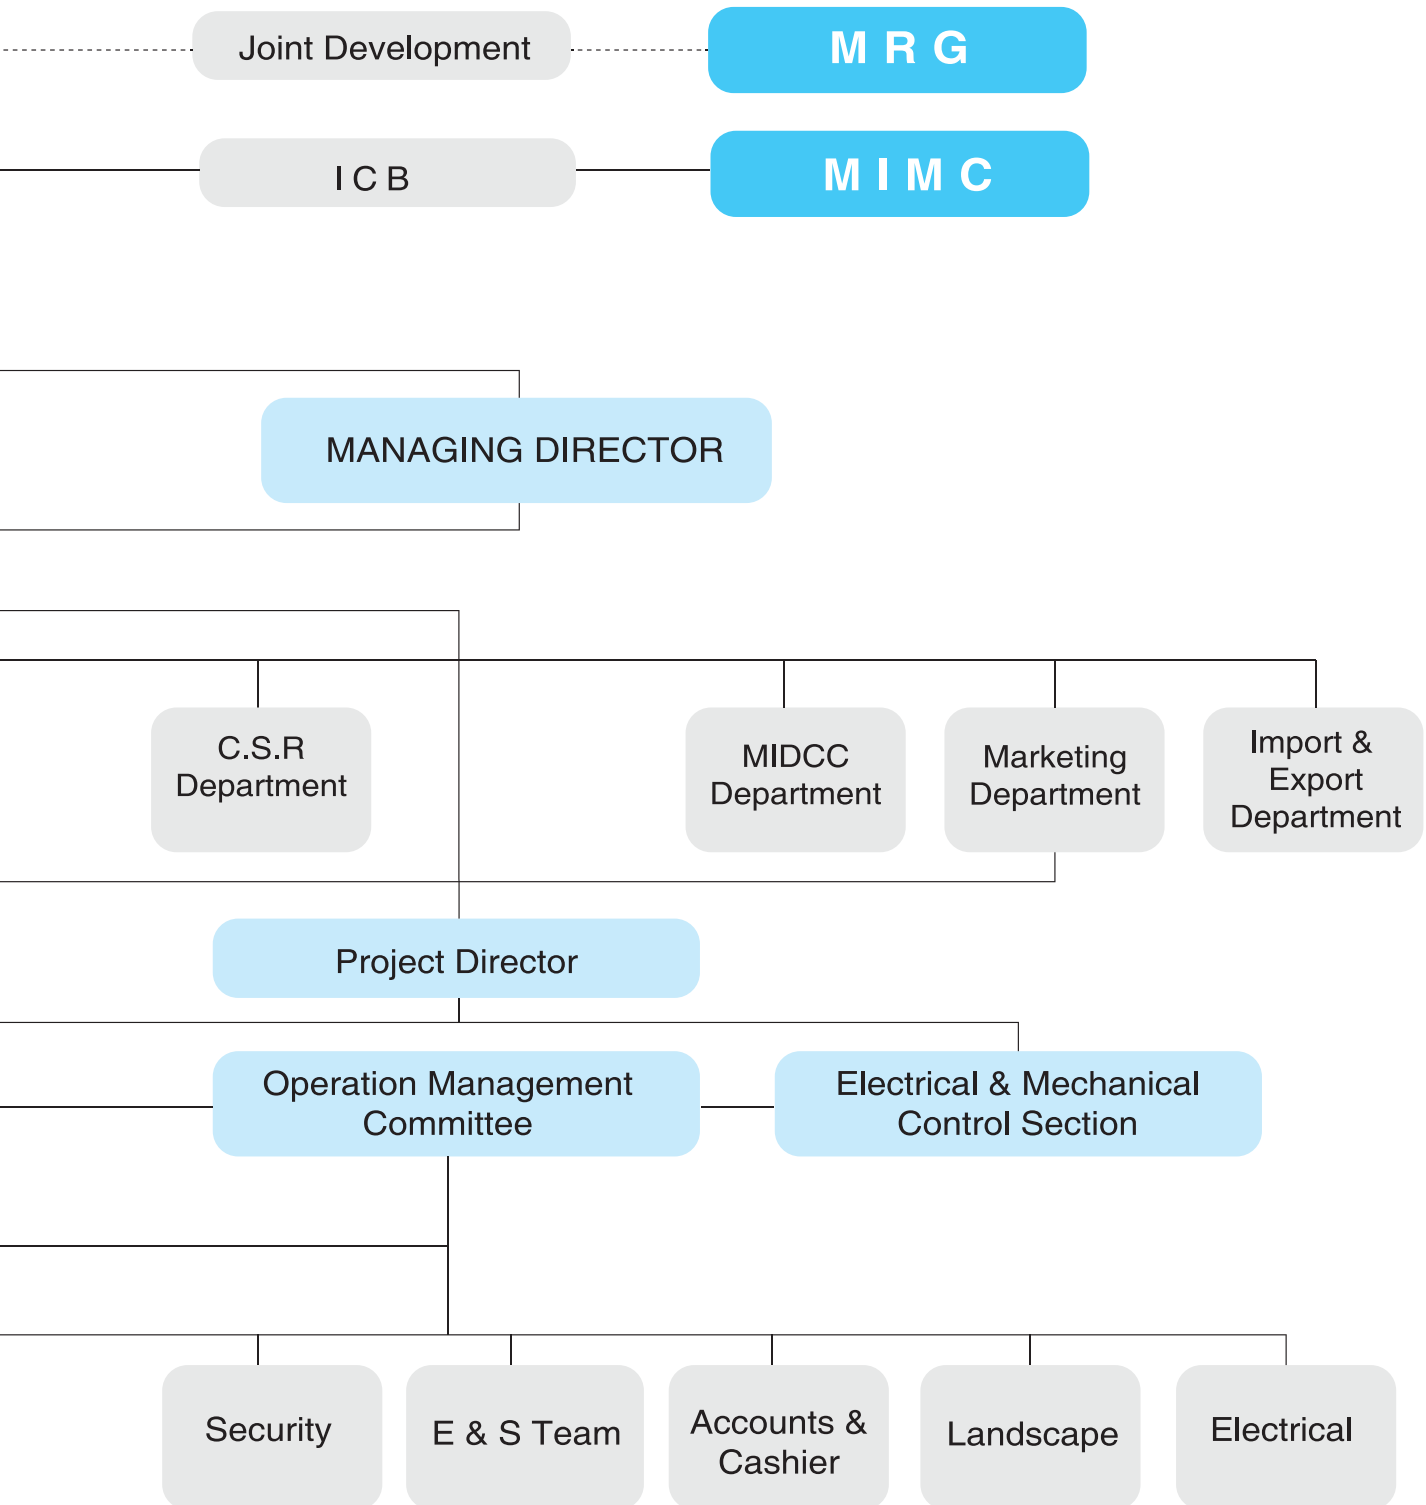 Joint Development
M R G
I C B
M I M C
MANAGING DIRECTOR
C.S.R
Department
MIDCC
Department
Marketing
Department
Import &
Export
Department
Project Director
Operation Management
Committee
Electrical & Mechanical
Control Section
Security
E & S Team
Accounts &
Cashier
Landscape
Electrical